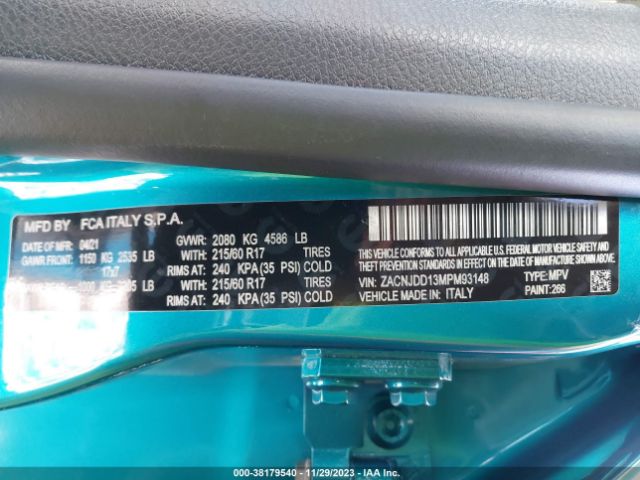 MFD BY FCA ITALY S.P.A.
DATE OF MFR 04/21 GVWR: 2080 KG 4586 LB
GAWR FRONT: 1150 KG 2535 LB WITH: 215/60 R17 TIRES
17x7 RIMS AT: 240 KPA(35 PSI) COLD
KG LB WITH: 215/60 R17 TIRES
RIMS AT: 240 KPA(35 PSI) COLD
THIS VEHICLE CONFORMS TO ALL APPLICABLE FEDERAL MOTOR VEHICLE
SAFETY, BUMPER, AND THEFT PREVENTION STANDARDS IN EFFECT
ON THE DATE OF MANUFACTURE SHOWN ABOVE.
VIN: ZACNJDD13MPM93148 TYPE: MPV
VEHICLE MADE IN: ITALY PAINT: 266
000-38179540 - 11/29/2023 - IAA Inc.